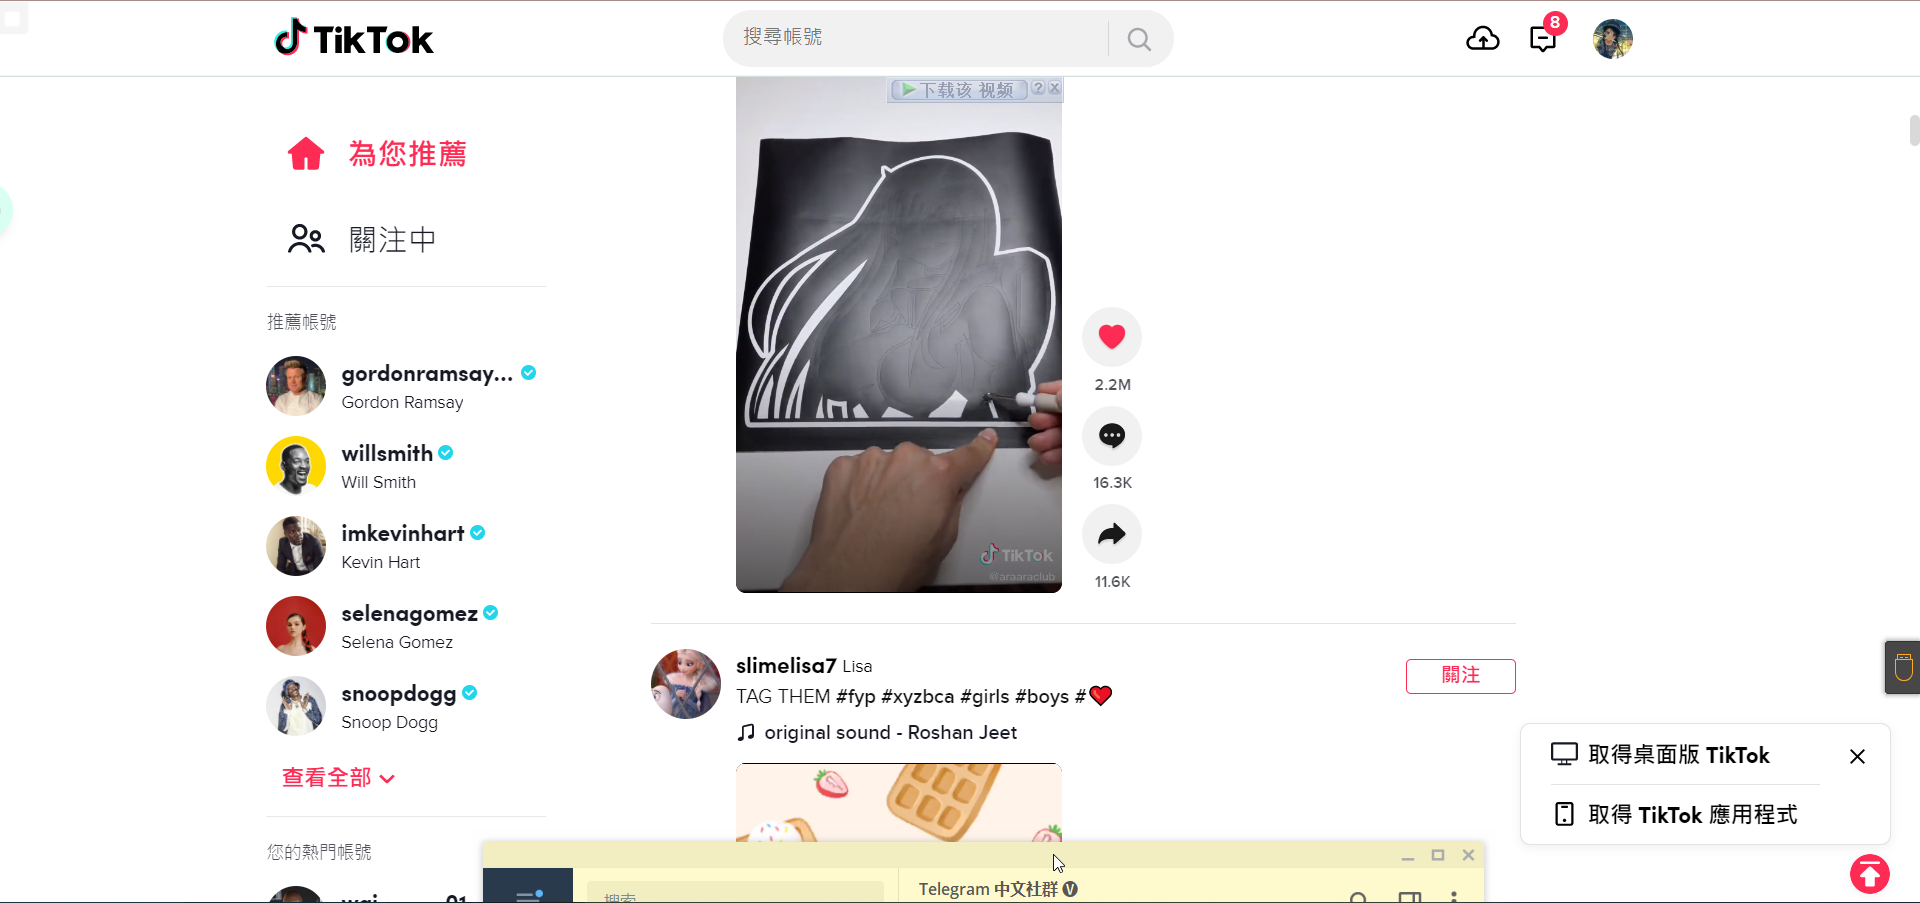 TikTok
搜尋帳號
8
為您推薦
關注中
推薦帳號
gordonramsay...
Gordon Ramsay
willsmith
Will Smith
imkevinhart
Kevin Hart
selenagomez
Selena Gomez
snoopdogg
Snoop Dogg
查看全部
您的熱門帳號
下载该 视频 ?
TikTok
@araaraclub
2.2M
16.3K
11.6K
slimelisa7 Lisa
TAG THEM #fyp #xyzbca #girls #boys #❤️
original sound - Roshan Jeet
關注
取得桌面版 TikTok
取得 TikTok 應用程式
搜索
Telegram 中文社群 V